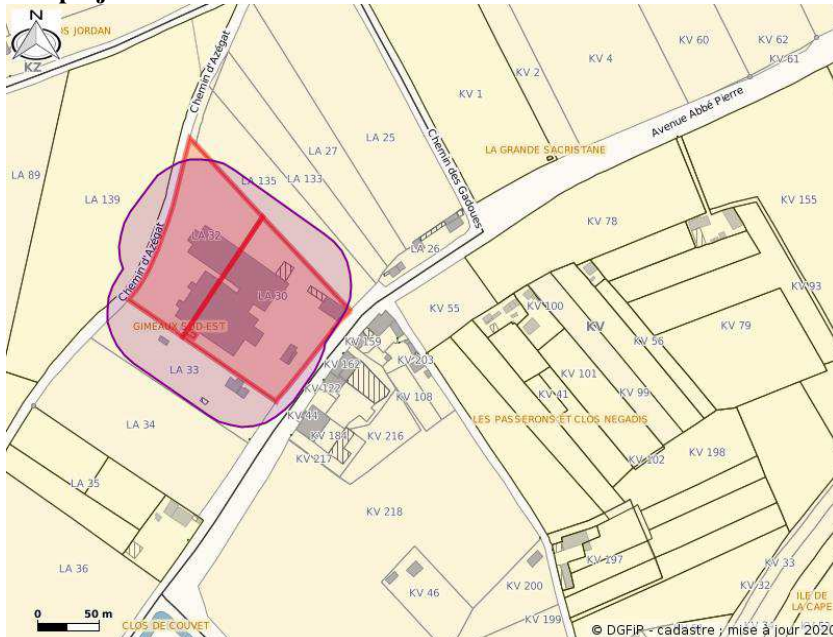 N
OS JORDAN
KZ
Chemin d'Azégat
KV 60
KV 62
KV 61
KV 4
KV 2
KV 1
Avenue Abbé Pierre
LA 25
LA 27
Chemin des Gadoues
LA GRANDE SACRISTANE
LA 89
LA 135
LA 133
LA 139
KV 155
KV 78
LA 32
LA 26
Chemin d'Azégat
LA 30
KV 93
KV 55
KV 100
KV
KV 56
KV 79
GIMEAUX SUD-EST
KV 159
KV 203
KV 162
LA 33
KV 101
KV 122
KV 99
KV 41
KV 108
KV 44
LES PASSERONS ET CLOS NEGADIS
LA 34
KV 184
KV 216
KV 217
KV 102
KV 198
LA 35
KV 218
KV 197
KV 33
LA 36
KV 200
KV 32
KV 46
ILE DE
LA CAPE
0 50 m
CLOS DE COUVET
KV 199
© DGFiP - cadastre ; mise à jour 2020